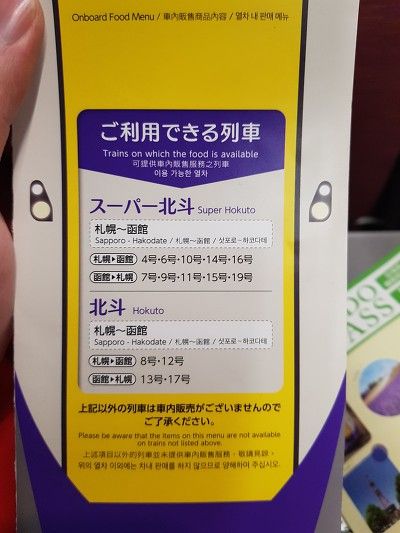 Onboard Food Menu / 車內販售商品內容 / 열차 내 판매 메뉴
ご利用できる列車
Trains on which the food is available
可提供車內販售服務之列車
이용 가능한 열차
スーパー北斗 Super Hokuto
札幌～函館
Sapporo - Hakodate / 札幌～函館 / 삿포로~하코다테
札幌▶函館 4号・6号・10号・14号・16号
函館▶札幌 7号・9号・11号・15号・19号
北斗 Hokuto
札幌～函館
Sapporo - Hakodate / 札幌～函館 / 삿포로~하코다테
札幌▶函館 8号・12号
函館▶札幌 13号・17号
上記以外の列車は車内販売がございませんので
ご了承ください。
Please be aware that the items on this menu are not available
on trains not listed above.
上述項目以外的列車並未提供車內販售服務、敬請見諒。
위의 열차 이외에는 차내 판매를 하지 않으므로 양해하여 주십시오.